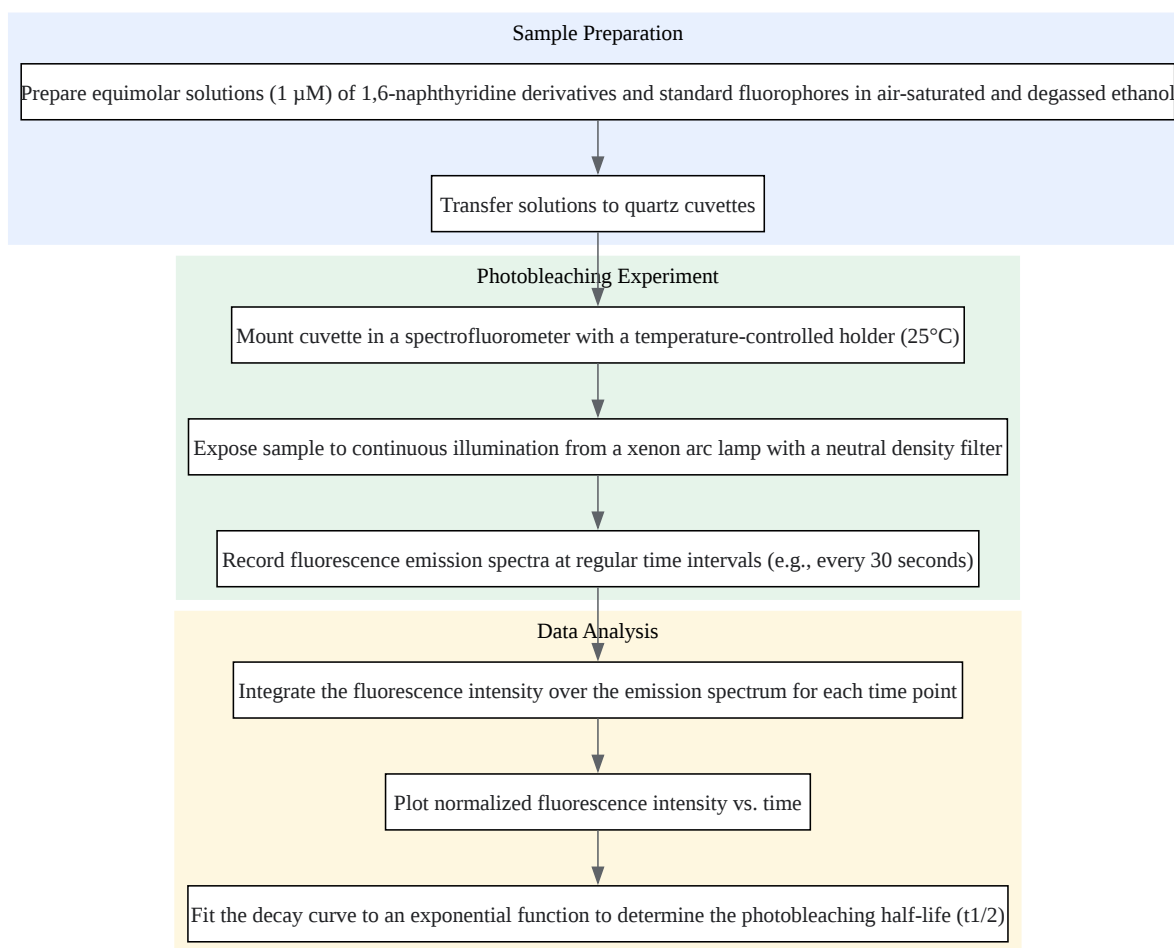 Sample Preparation
Prepare equimolar solutions (1 µM) of 1,6-naphthyridine derivatives and standard fluorophores in air-saturated and degassed ethanol
Transfer solutions to quartz cuvettes
Photobleaching Experiment
Mount cuvette in a spectrofluorometer with a temperature-controlled holder (25°C)
Expose sample to continuous illumination from a xenon arc lamp with a neutral density filter
Record fluorescence emission spectra at regular time intervals (e.g., every 30 seconds)
Data Analysis
Integrate the fluorescence intensity over the emission spectrum for each time point
Plot normalized fluorescence intensity vs. time
Fit the decay curve to an exponential function to determine the photobleaching half-life (t1/2)